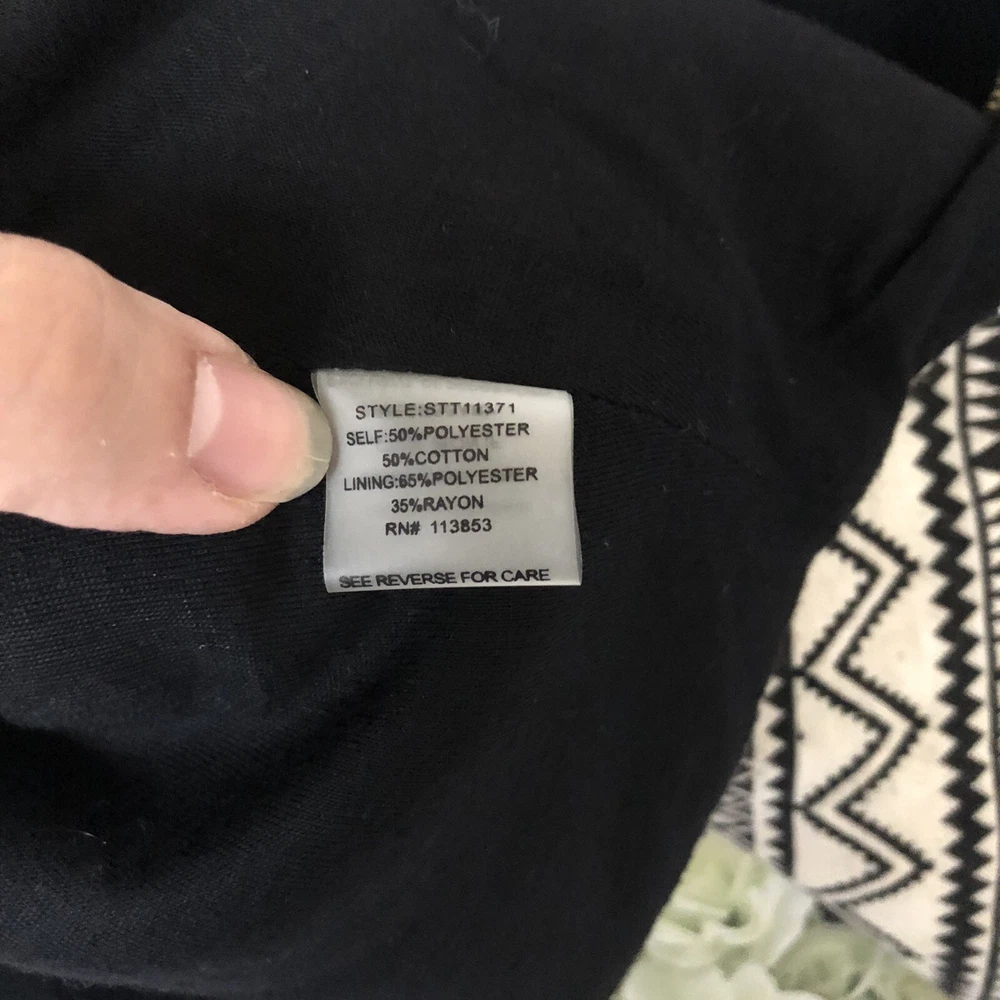 STYLE:STT11371
SELF:50%POLYESTER
50%COTTON
LINING:65%POLYESTER
35%RAYON
RN# 113853
SEE REVERSE FOR CARE